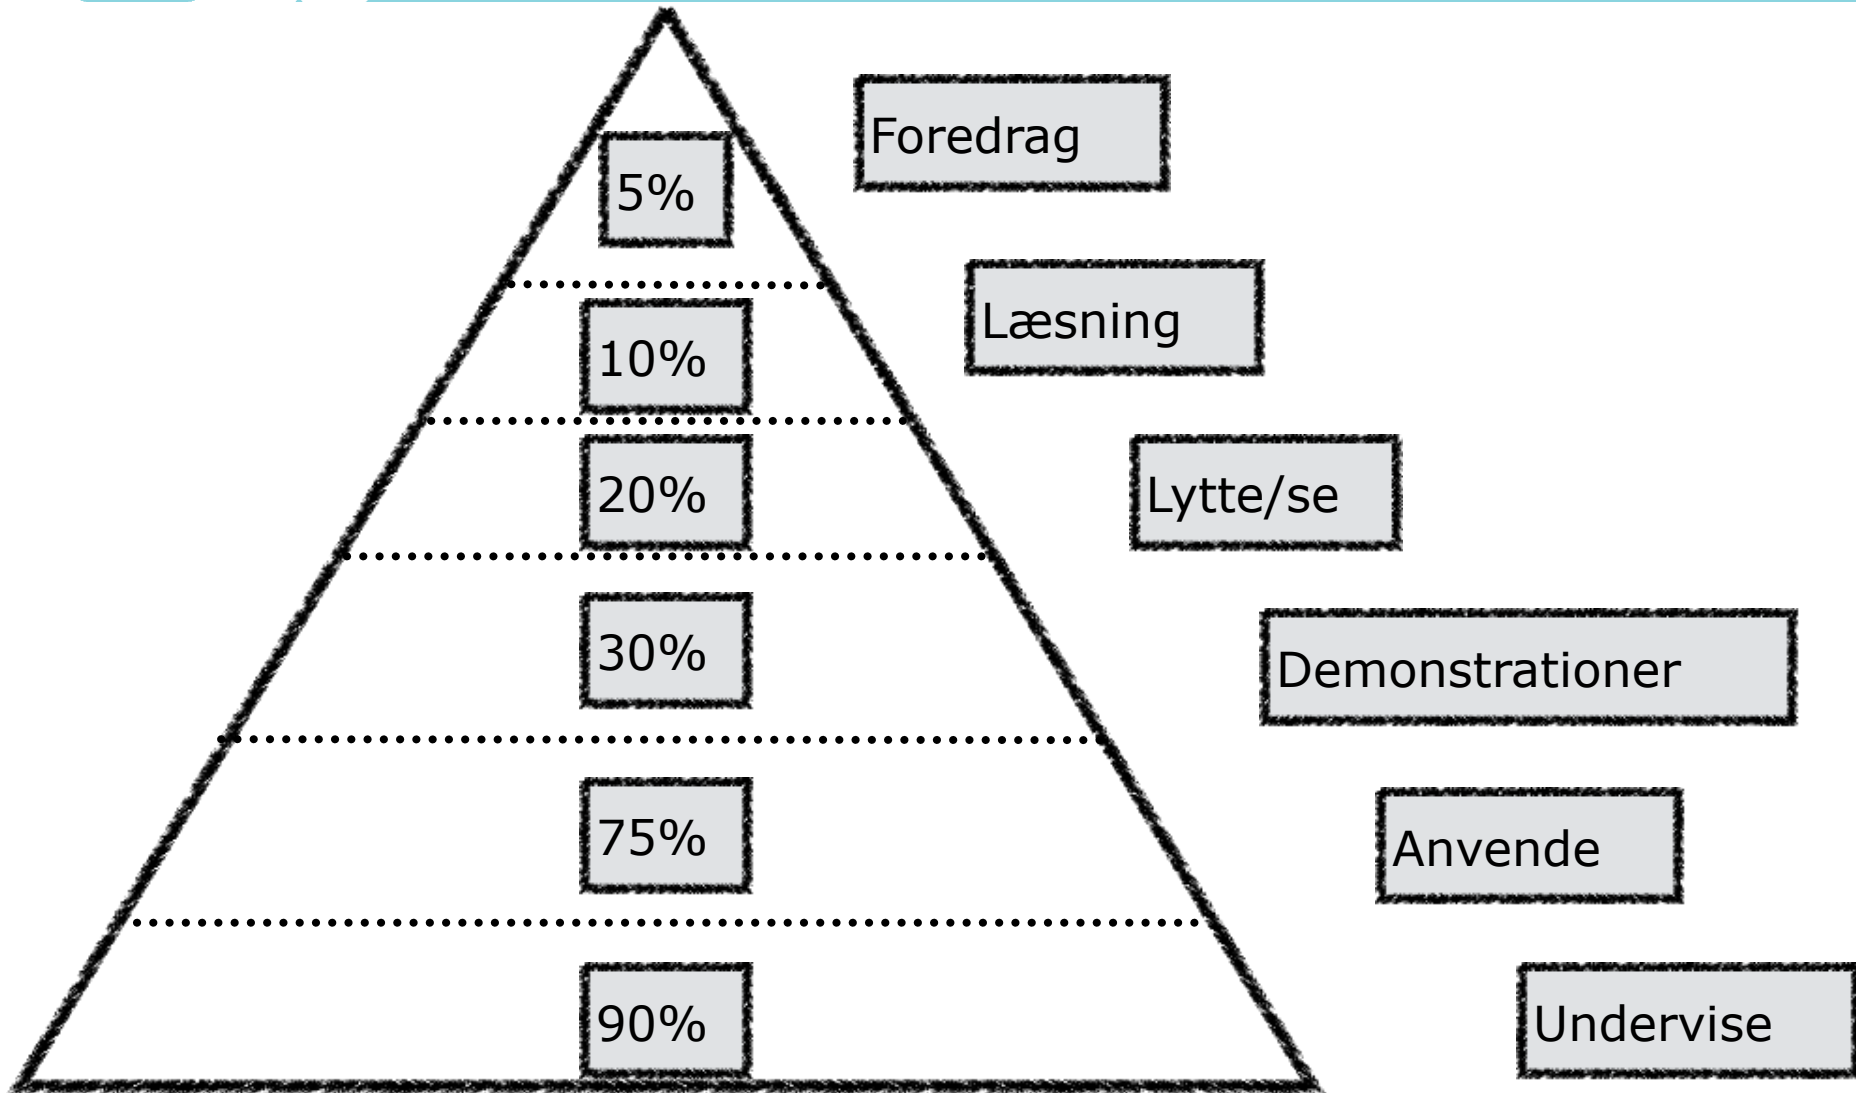 Foredrag
5%
Læsning
10%
Lytte/se
20%
Demonstrationer
30%
75%
Anvende
90%
Undervise